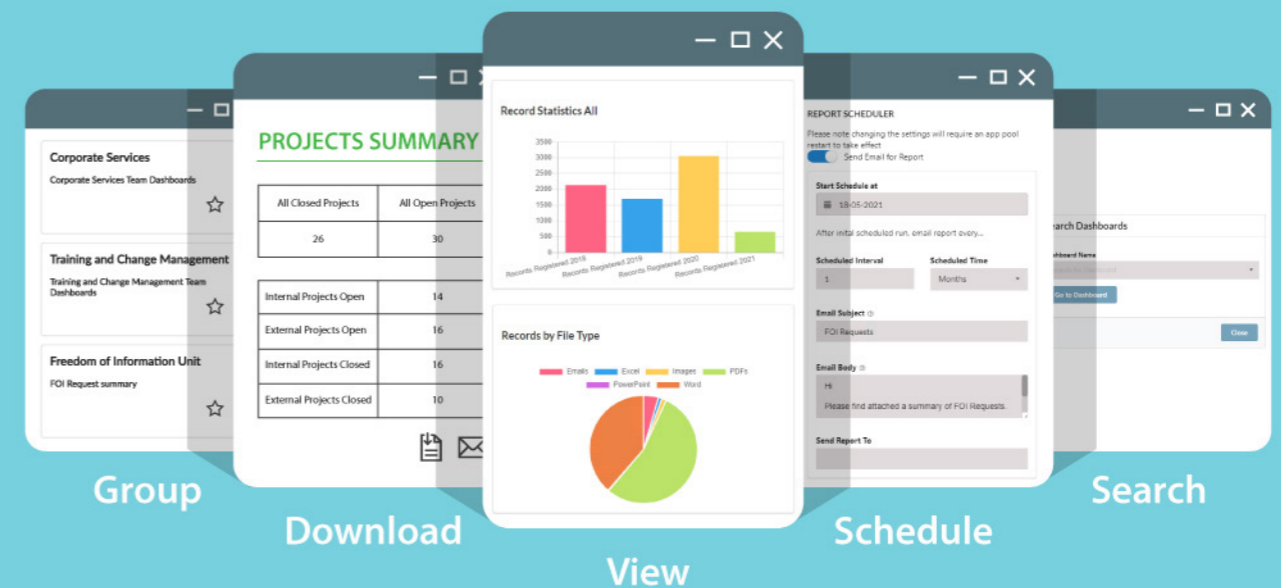 Corporate Services
Corporate Services Team Dashboards
Training and Change Management
Training and Change Management Team
Dashboards
Freedom of Information Unit
FOI Request summary
Group
PROJECTS SUMMARY
All Closed Projects
All Open Projects
26
30
Internal Projects Open
14
External Projects Open
16
Internal Projects Closed
16
External Projects Closed
10
Download
Record Statistics All
3500
3000
2500
2000
1500
1000
500
0
Records Registered 2018
Records Registered 2019
Records Registered 2020
Records Registered 2021
Records by File Type
Emails
Excel
Images
PDFs
PowerPoint
Word
View
REPORT SCHEDULER
Please note changing the settings will require an app pool
restart to take effect
Send Email for Report
Start Schedule at
18-05-2021
After inital scheduled run, email report every...
Scheduled Interval
Scheduled Time
1
Months
Email Subject
FOI Requests
Email Body
Hi
Please find attached a summary of FOI Requests.
Send Report To
Schedule
earch Dashboards
shboard Name
Go to Dashboard
Close
Search